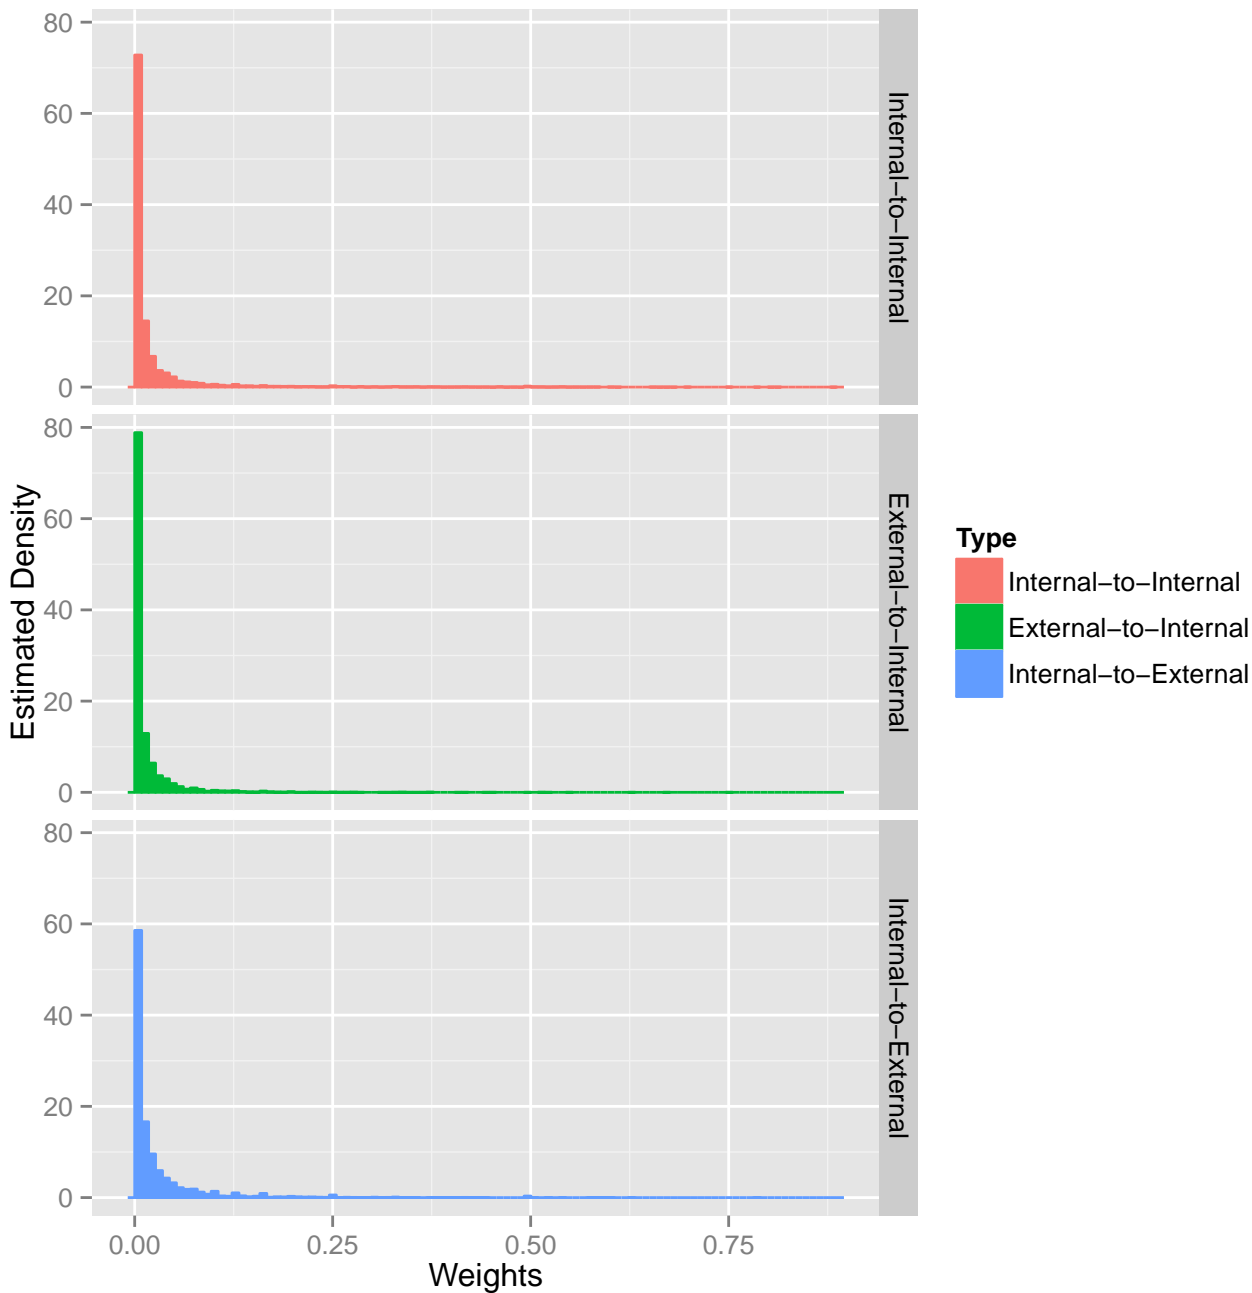 80
60
40
20
0
Internal–to–Internal
80
60
40
20
0
External–to–Internal
80
60
40
20
0
Internal–to–External
Estimated Density
0.00
0.25
0.50
0.75
Weights
Type
Internal–to–Internal
External–to–Internal
Internal–to–External